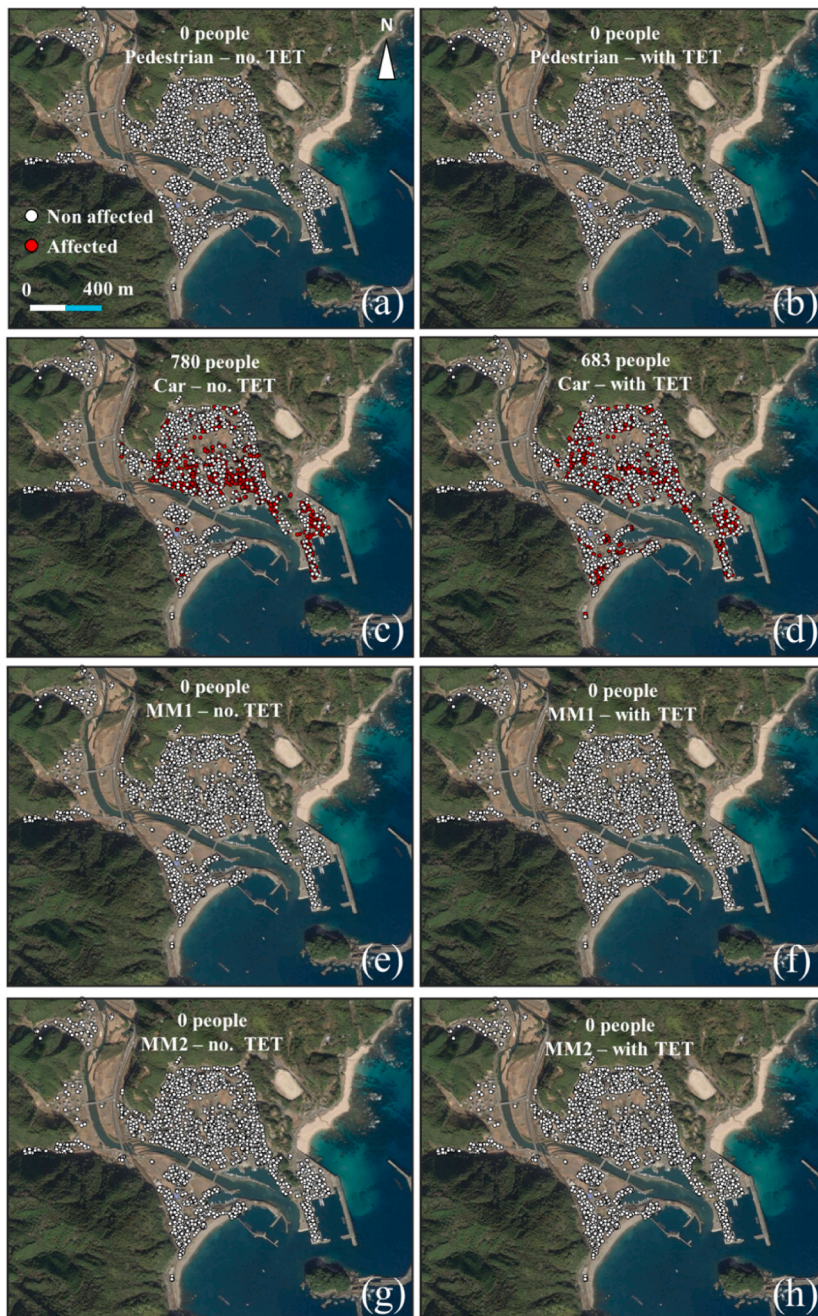 0 people
Pedestrian – no. TET
N
Non affected
Affected
0 400 m
(a)
0 people
Pedestrian – with TET
(b)
780 people
Car – no. TET
(c)
683 people
Car – with TET
(d)
0 people
MM1 – no. TET
(e)
0 people
MM1 – with TET
(f)
0 people
MM2 – no. TET
(g)
0 people
MM2 – with TET
(h)